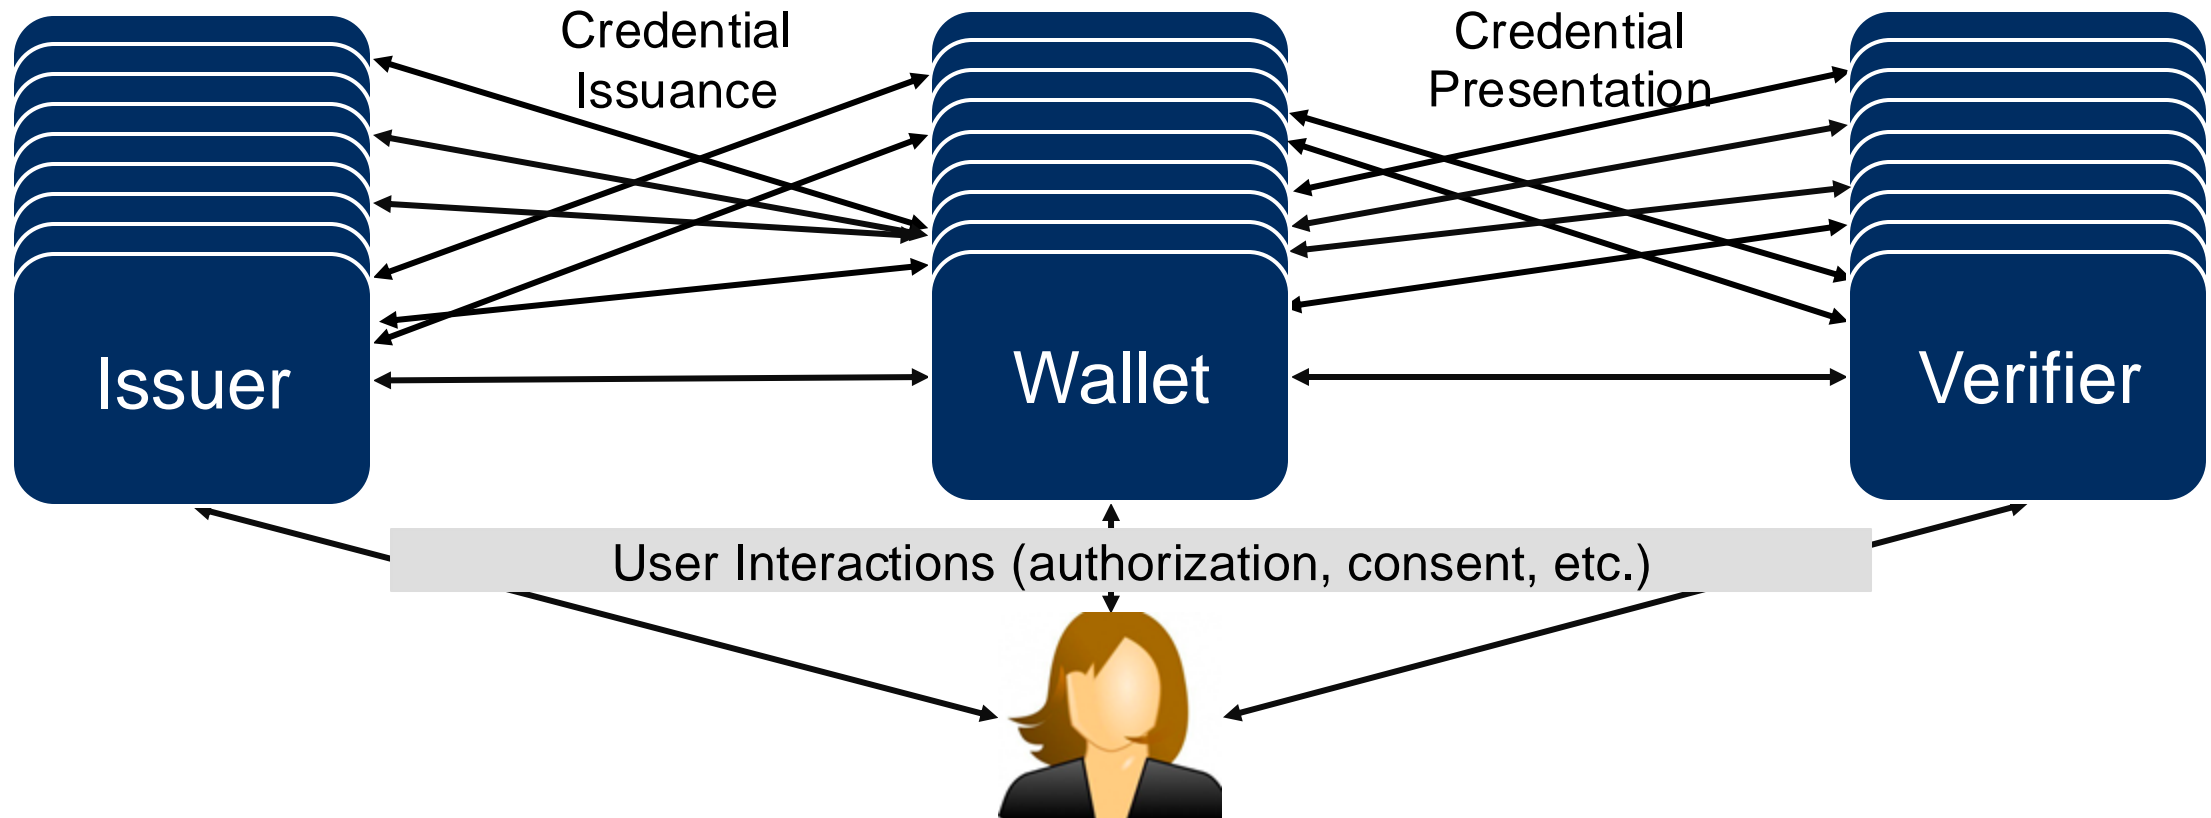 Credential
Issuance
Credential
Presentation
Issuer
Wallet
Verifier
User Interactions (authorization, consent, etc.)